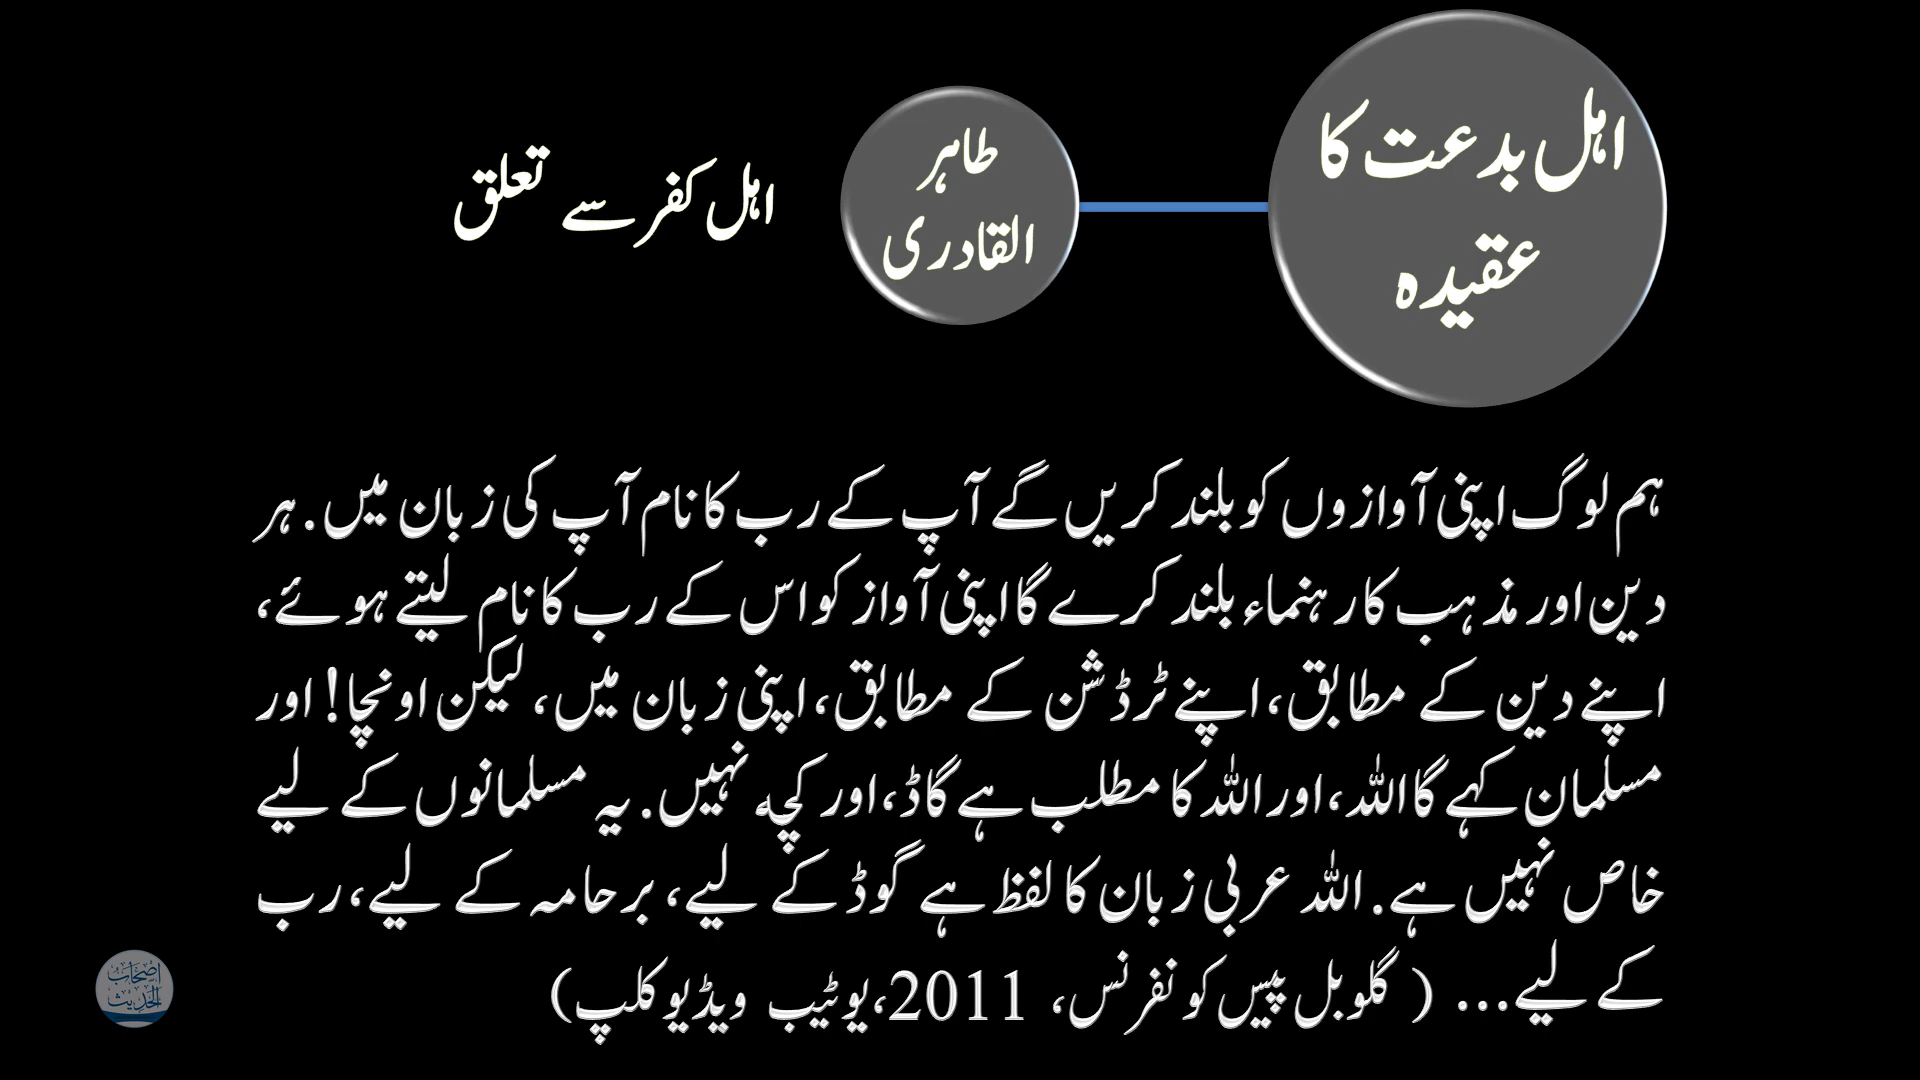 اہل بدعت کا
عقیدہ
طاہر
القادری
اہل کفر سے تعلق
ہم لوگ اپنی آوازوں کو بلند کریں گے آپ کے رب کا نام آپ کی زبان میں. ہر
دین اور مذہب کا رہنماء بلند کرے گا اپنی آواز کو اس کے رب کا نام لیتے ہوئے،
اپنے دین کے مطابق، اپنے ٹرڈشن کے مطابق، اپنی زبان میں، لیکن اونچا! اور
مسلمان کہے گا اللہ، اور اللہ کا مطلب ہے گاڈ، اور کچھ نہیں. یہ مسلمانوں کے لیے
خاص نہیں ہے. اللہ عربی زبان کا لفظ ہے گوڈ کے لیے، برحامہ کے لیے، رب
کے لیے... ( گلوبل پیس کونفرنس، 2011، یوٹیب ویڈیو کلپ)
اصحاب
الحدیث